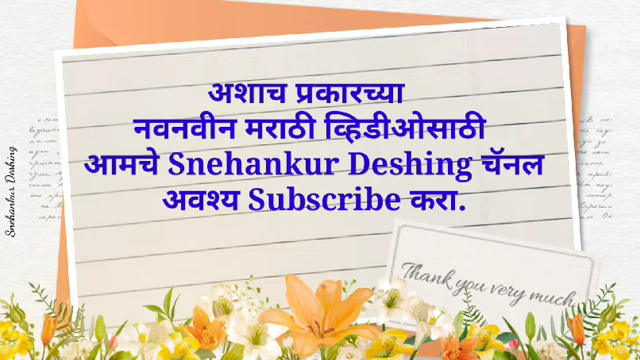 अशाच प्रकारच्या
नवनवीन मराठी व्हिडीओसाठी
आमचे Snehankur Deshing चॅनल
अवश्य Subscribe करा.
Snehankur Deshing
Thank you very much